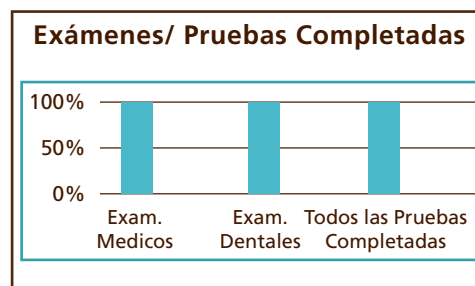 Exámenes/ Pruebas Completadas
100%
50%
0%
Exam. Medicos
Exam. Dentales
Todos las Pruebas Completadas